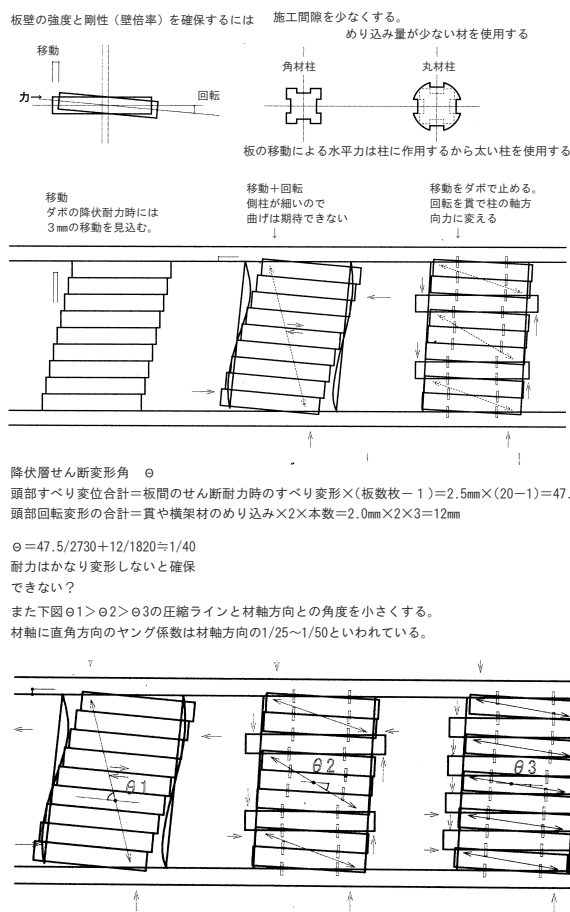 板壁の強度と剛性（壁倍率）を確保するには
施工間隙を少なくする。
めり込み量が少ない材を使用する
移動
力→
回転
角材柱
丸材柱
板の移動による水平力は柱に作用するから太い柱を使用する
移動
ダボの降伏耐力時には
３㎜の移動を見込む。
移動＋回転
側柱が細いので
曲げは期待できない
↓
移動をダボで止める。
回転を貫で柱の軸方
向力に変える
↓
降伏層せん断変形角　Θ
頭部すべり変位合計＝板間のせん断耐力時のすべり変形×(板数枚－１)＝2.5㎜×(20－1)＝47.
頭部回転変形の合計＝貫や横架材のめり込み×2×本数＝2.0㎜×2×3＝12㎜
Θ＝47.5/2730＋12/1820≒1/40
耐力はかなり変形しないと確保
できない？
また下図Θ1＞Θ2＞Θ3の圧縮ラインと材軸方向との角度を小さくする。
材軸に直角方向のヤング係数は材軸方向の1/25～1/50といわれている。
θ1
θ2
θ3